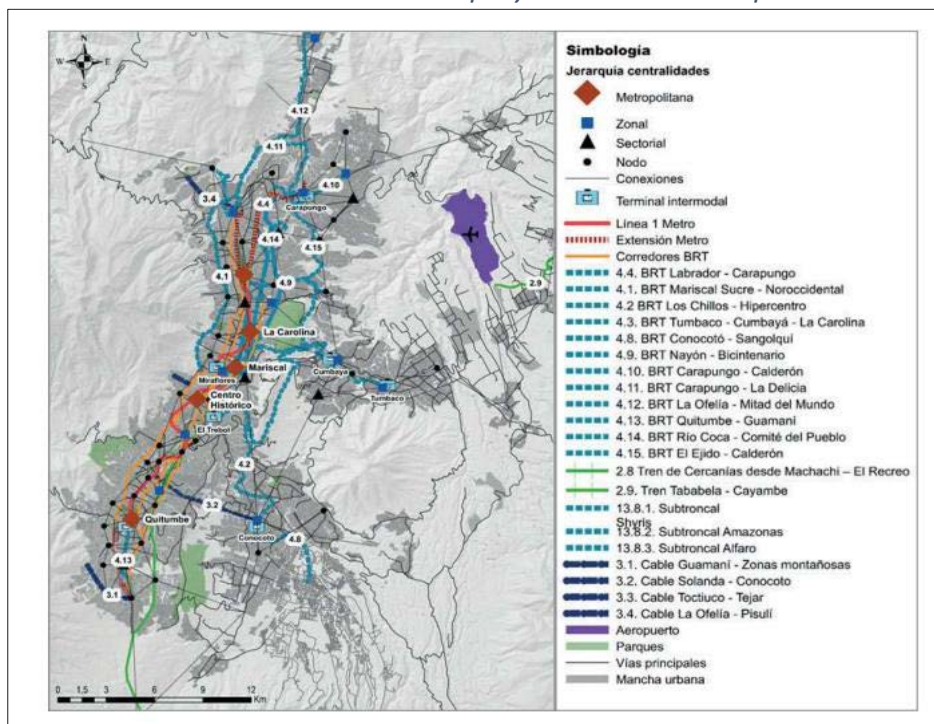 N
W E
S
4.12
4.11
4.10
3.4
4.4
Carapungo
4.14
4.15
4.1
4.9
2.9
La Carolina
Mariscal
Miraflores
Cumbaya
Tumbaco
Centro
Histórico
El Trebol
4.2
3.2
Quitumbe
Conocoto
4.8
4.13
3.1
0 1,5 3 6 9 12
Km
Simbología
Jerarquia centralidades
Metropolitana
Zonal
Sectorial
Nodo
Conexiones
Terminal intermodal
Línea 1 Metro
Extensión Metro
Corredores BRT
4.4. BRT Labrador - Carapungo
4.1. BRT Mariscal Sucre - Noroccidental
4.2 BRT Los Chillos - Hipercentro
4.3. BRT Tumbaco - Cumbayá - La Carolina
4.8. BRT Conocotó - Sangolquí
4.9. BRT Nayón - Bicintenario
4.10. BRT Carapungo - Calderón
4.11. BRT Carapungo - La Delicia
4.12. BRT La Ofelia - Mitad del Mundo
4.13. BRT Quitumbe - Guamaní
4.14. BRT Río Coca - Comité del Pueblo
4.15. BRT El Ejido - Calderón
2.8 Tren de Cercanías desde Machachi – El Recreo
2.9. Tren Tababela - Cayambe
13.8.1. Subtroncal
Shyris
13.8.2. Subtroncal Amazonas
13.8.3. Subtroncal Alfaro
3.1. Cable Guamaní - Zonas montañosas
3.2. Cable Solanda - Conocoto
3.3. Cable Toctiuco - Tejar
3.4. Cable La Ofelia - Pisulí
Aeropuerto
Parques
Vías principales
Mancha urbana